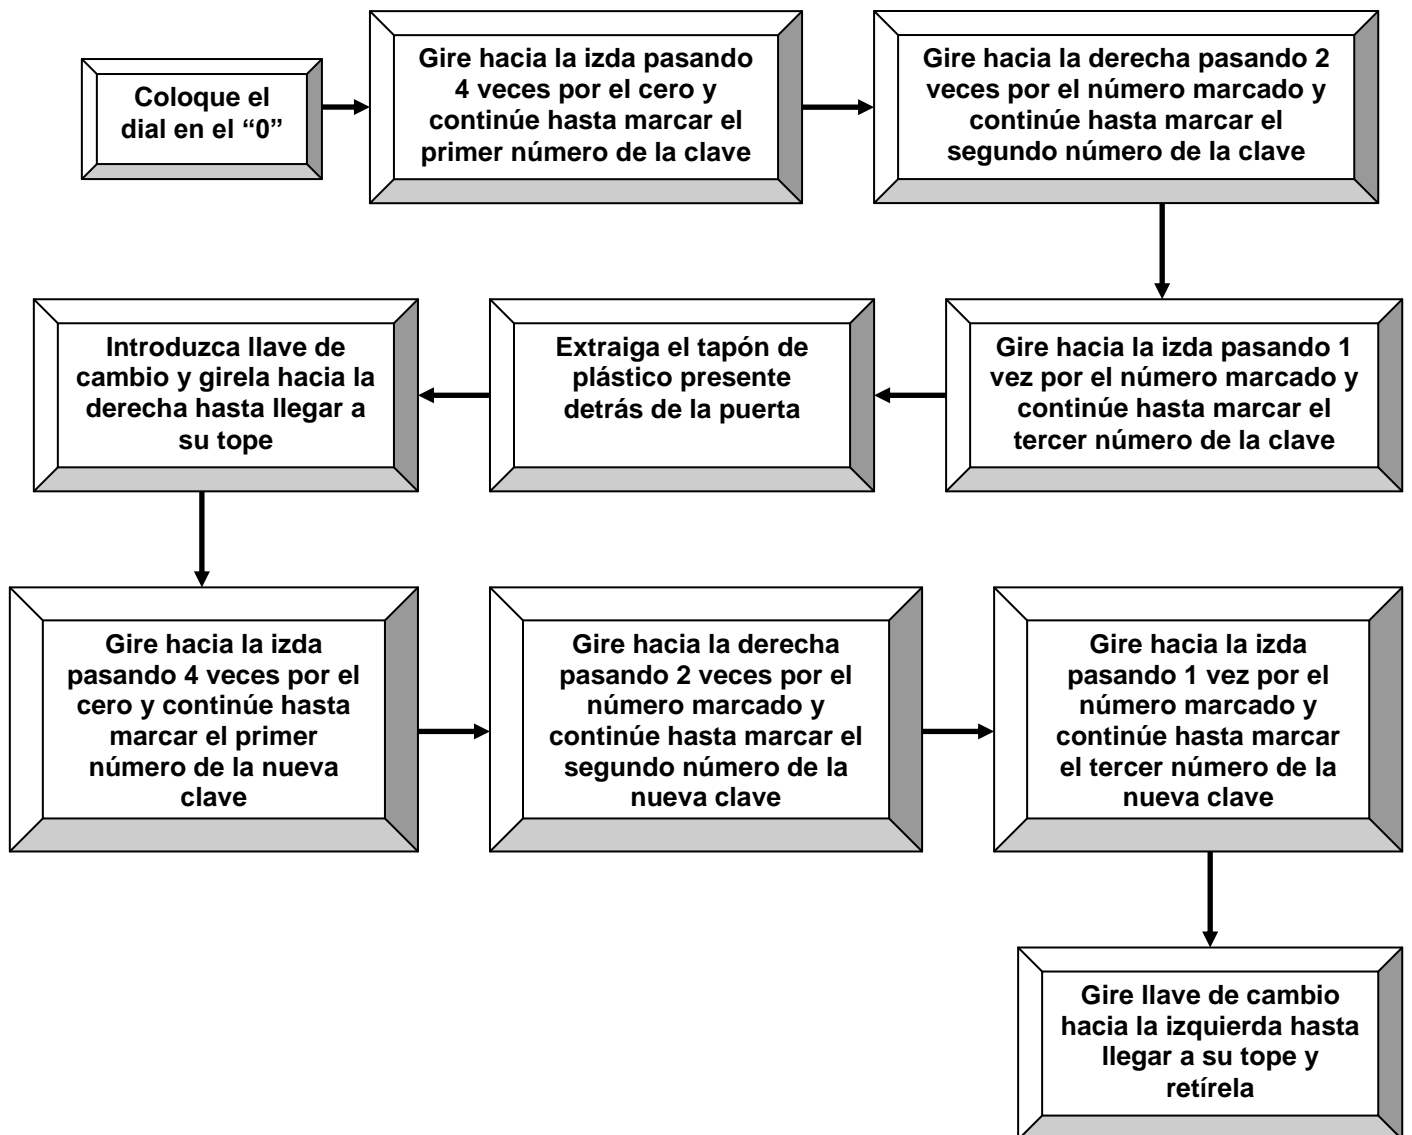 Coloque el
dial en el “0”
Gire hacia la izda pasando
4 veces por el cero y
continúe hasta marcar el
primer número de la clave
Gire hacia la derecha pasando 2
veces por el número marcado y
continúe hasta marcar el
segundo número de la clave
Gire hacia la izda pasando 1
vez por el número marcado y
continúe hasta marcar el
tercer número de la clave
Extraiga el tapón de
plástico presente
detrás de la puerta
Introduzca llave de
cambio y girela hacia la
derecha hasta llegar a
su tope
Gire hacia la izda
pasando 4 veces por el
cero y continúe hasta
marcar el primer
número de la nueva
clave
Gire hacia la derecha
pasando 2 veces por el
número marcado y
continúe hasta marcar el
segundo número de la
nueva clave
Gire hacia la izda
pasando 1 vez por el
número marcado y
continúe hasta marcar
el tercer número de la
nueva clave
Gire llave de cambio
hacia la izquierda hasta
llegar a su tope y
retírela